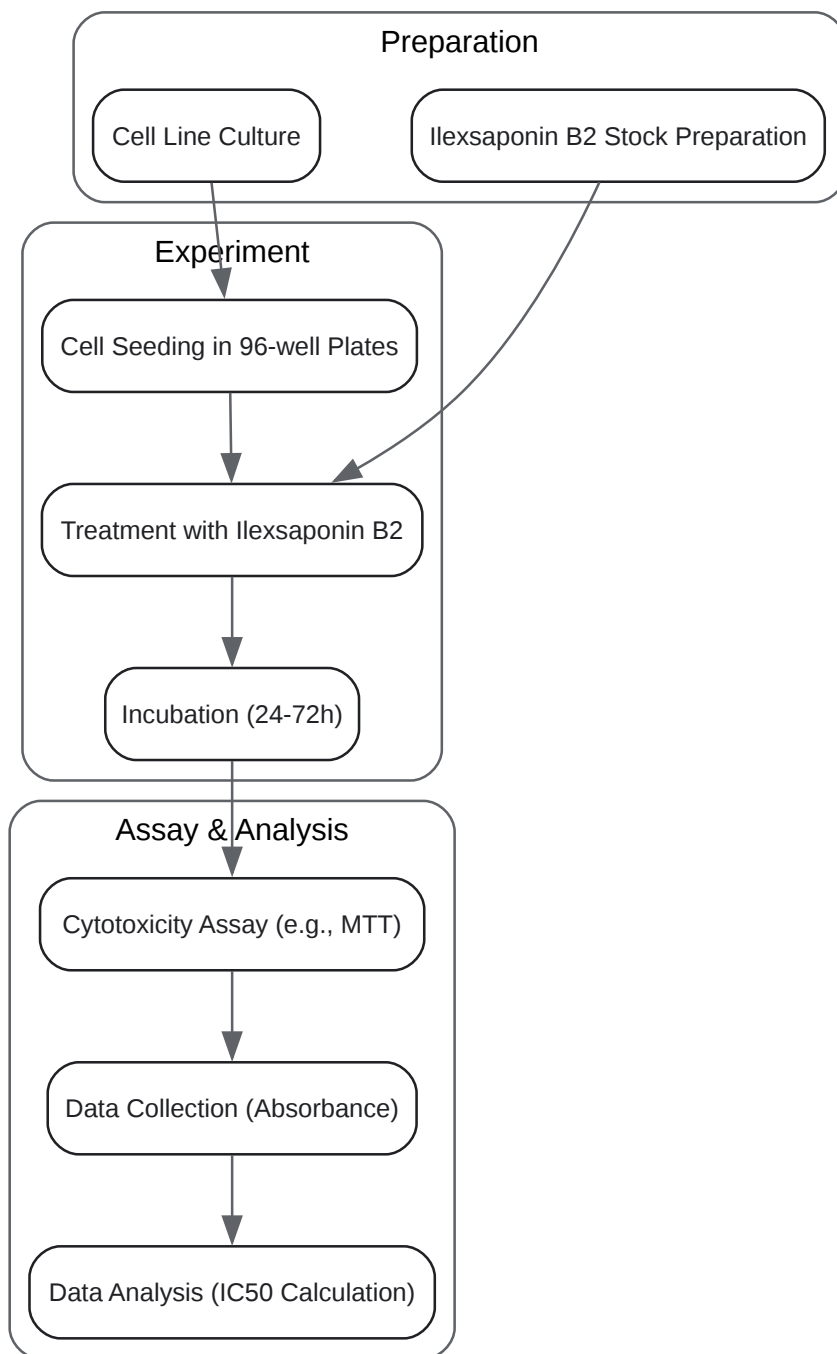 Preparation
Cell Line Culture
Ilexsaponin B2 Stock Preparation
Experiment
Cell Seeding in 96-well Plates
Treatment with Ilexsaponin B2
Incubation (24-72h)
Assay & Analysis
Cytotoxicity Assay (e.g., MTT)
Data Collection (Absorbance)
Data Analysis (IC50 Calculation)